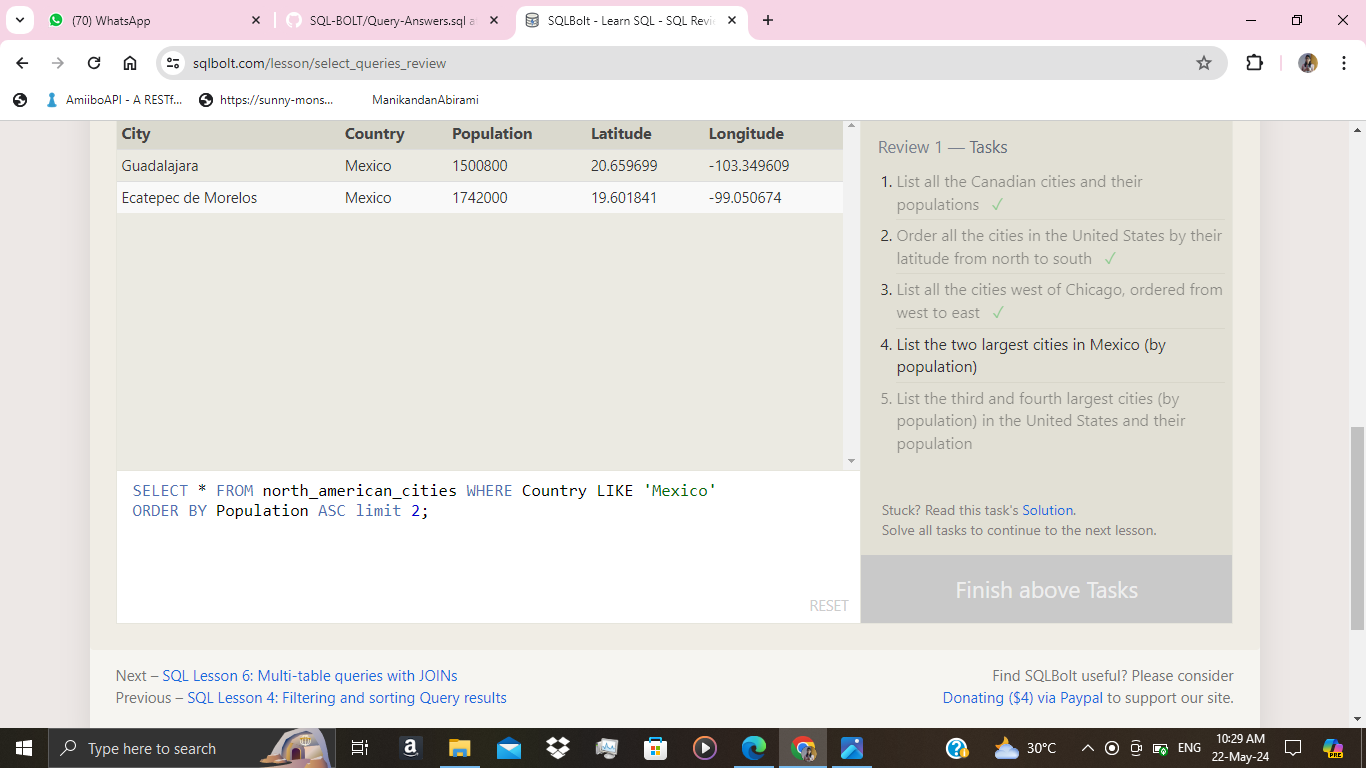 (70) WhatsApp
SQL-BOLT/Query-Answers.sql a
SQLBolt - Learn SQL - SQL Revi
sqlbolt.com/lesson/select_queries_review
AmiiboAPI - A RESTf...
https://sunny-mons...
ManikandanAbirami
City Country Population Latitude Longitude
Guadalajara Mexico 1500800 20.659699 -103.349609
Ecatepec de Morelos Mexico 1742000 19.601841 -99.050674
Review 1 — Tasks
1. List all the Canadian cities and their
populations ✓
2. Order all the cities in the United States by their
latitude from north to south ✓
3. List all the cities west of Chicago, ordered from
west to east ✓
4. List the two largest cities in Mexico (by
population)
5. List the third and fourth largest cities (by
population) in the United States and their
population
SELECT * FROM north_american_cities WHERE Country LIKE 'Mexico'
ORDER BY Population ASC limit 2;
RESET
Stuck? Read this task's Solution.
Solve all tasks to continue to the next lesson.
Finish above Tasks
Next – SQL Lesson 6: Multi-table queries with JOINs
Previous – SQL Lesson 4: Filtering and sorting Query results
Find SQLBolt useful? Please consider
Donating ($4) via Paypal to support our site.
Type here to search
30°C
ENG
10:29 AM
22-May-24
PRE